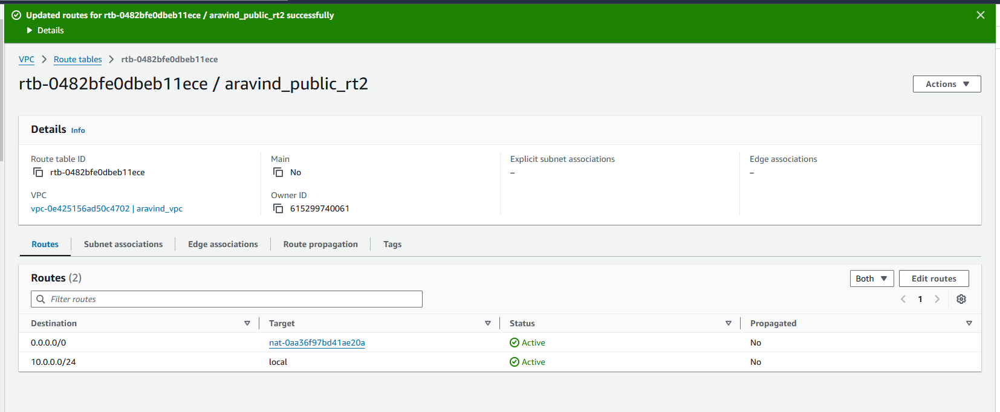 Updated routes for rtb-0482bfe0dbeb11ece / aravind_public_rt2 successfully
Details
VPC Route tables rtb-0482bfe0dbeb11ece
rtb-0482bfe0dbeb11ece / aravind_public_rt2
Actions
Details Info
Route table ID
rtb-0482bfe0dbeb11ece
Main
No
Explicit subnet associations
–
Edge associations
–
VPC
vpc-0e425156ad50c4702 | aravind_vpc
Owner ID
615299740061
Routes Subnet associations Edge associations Route propagation Tags
Routes (2)
Both
Edit routes
Filter routes
1
Destination Target Status Propagated
0.0.0.0/0 nat-0aa36f97bd41ae20a Active No
10.0.0.0/24 local Active No